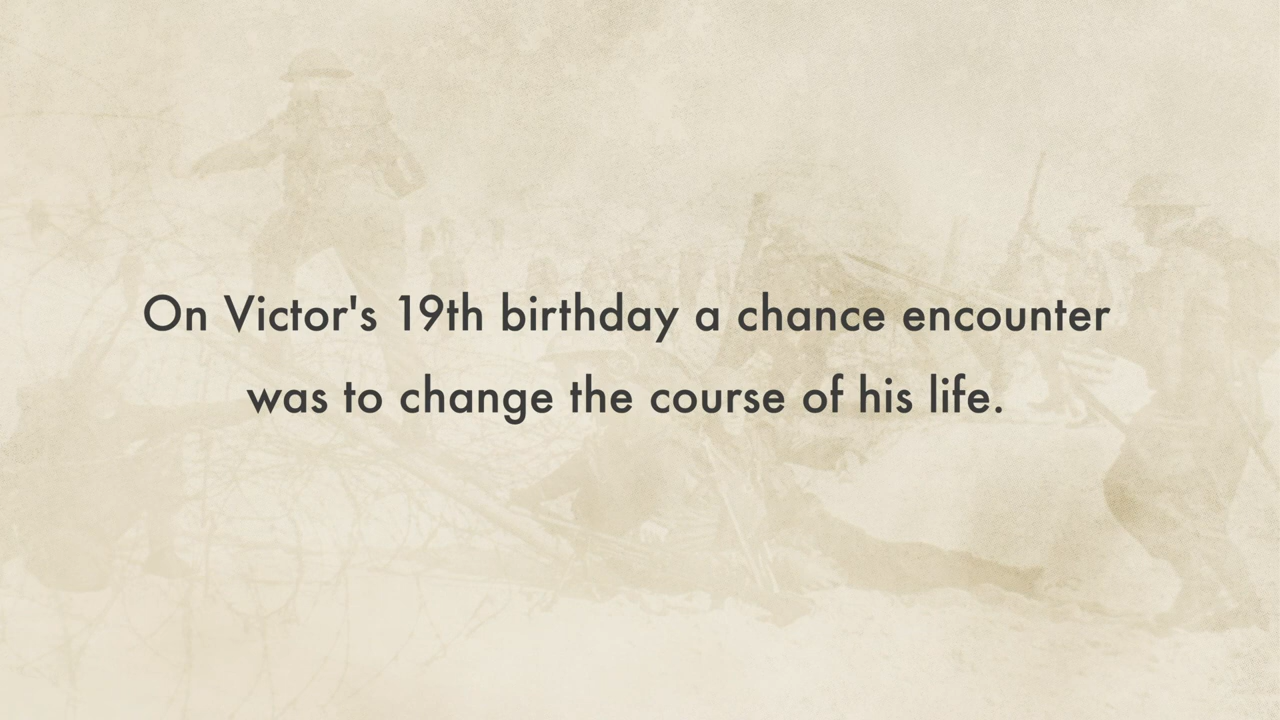 On Victor's 19th birthday a chance encounter
was to change the course of his life.